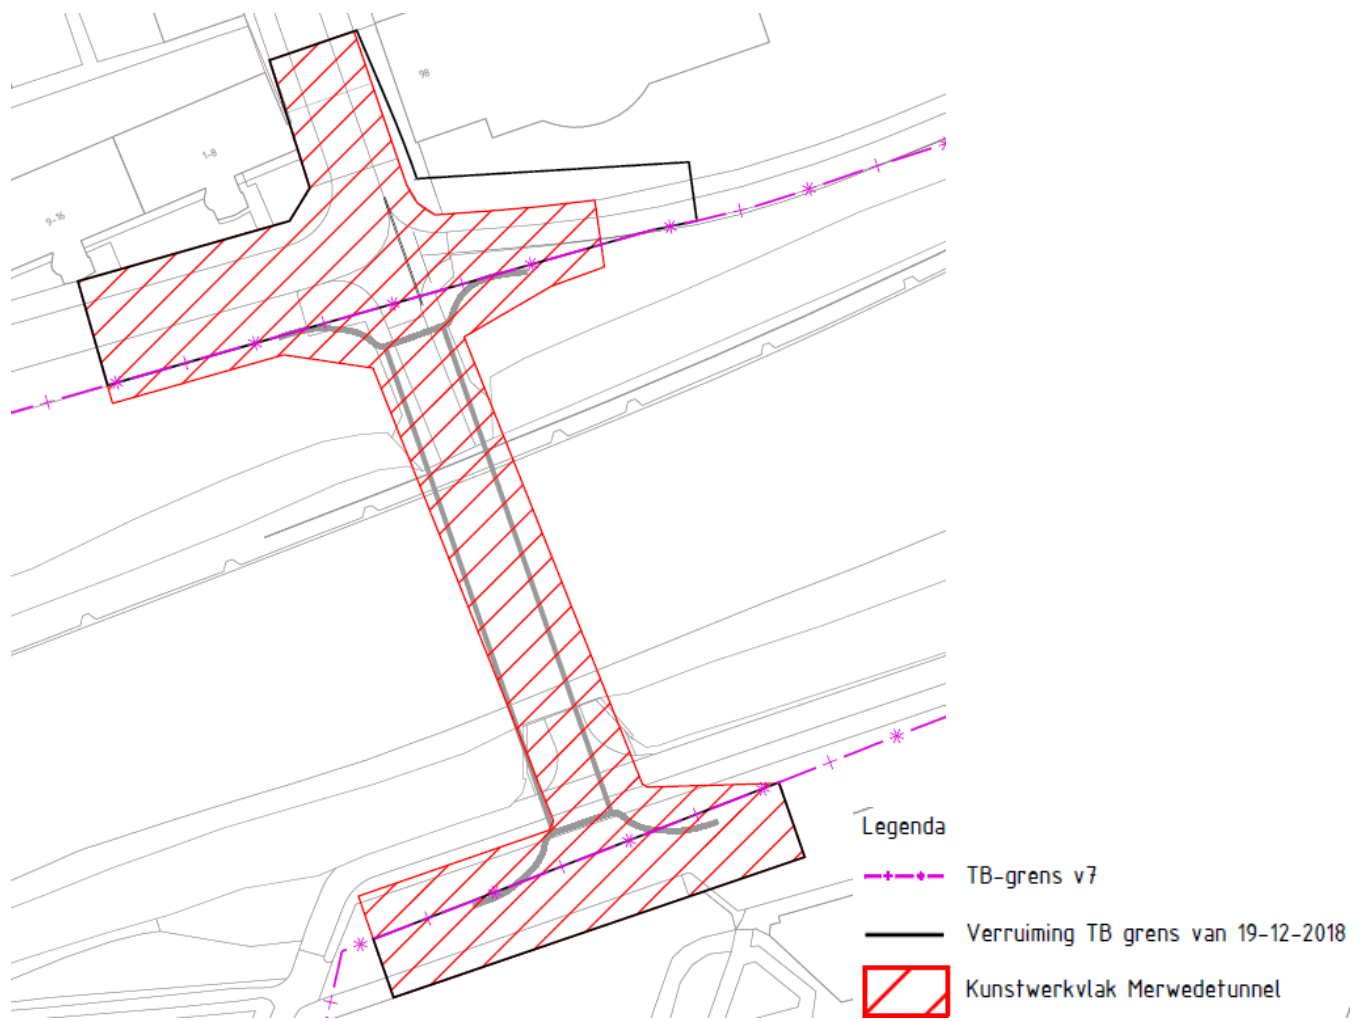 98
1-8
9-16
Legenda
TB-grens v7
Verruiming TB grens van 19-12-2018
Kunstwerkvlak Merwedetunnel